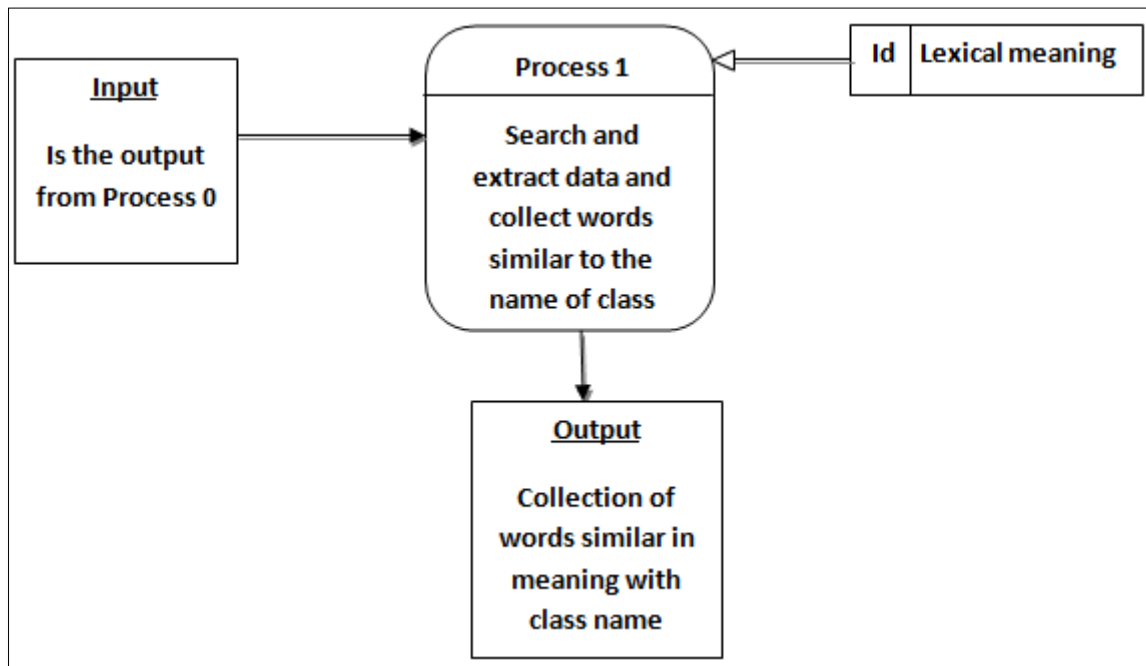 Input
Is the output
from Process 0
Process 1
Search and
extract data and
collect words
similar to the
name of class
Id Lexical meaning
Output
Collection of
words similar in
meaning with
class name